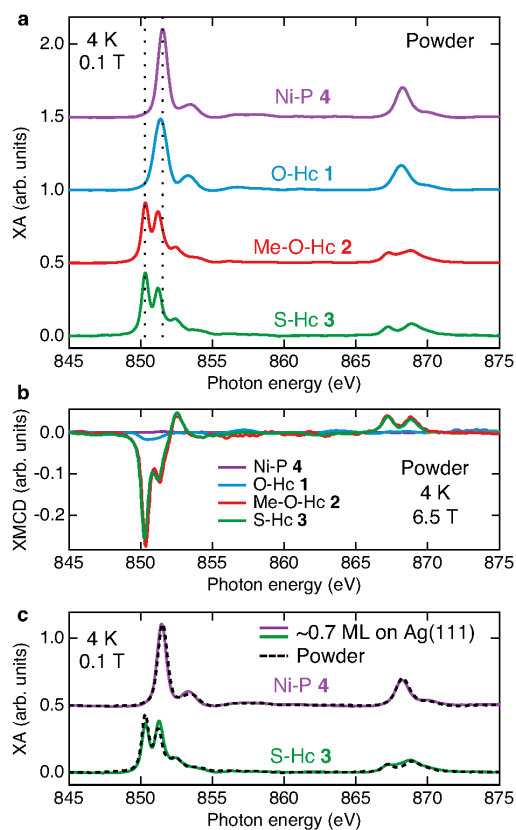 a
4 K
0.1 T
Powder
Ni-P 4
O-Hc 1
Me-O-Hc 2
S-Hc 3
XA (arb. units)
2.0
1.5
1.0
0.5
0.0
845 850 855 860 865 870 875
Photon energy (eV)
b
XMCD (arb. units)
0.0
-0.1
-0.2
Ni-P 4
O-Hc 1
Me-O-Hc 2
S-Hc 3
Powder
4 K
6.5 T
845 850 855 860 865 870 875
Photon energy (eV)
c
4 K
0.1 T
~0.7 ML on Ag(111)
Powder
Ni-P 4
S-Hc 3
XA (arb. units)
1.0
0.5
0.0
845 850 855 860 865 870 875
Photon energy (eV)